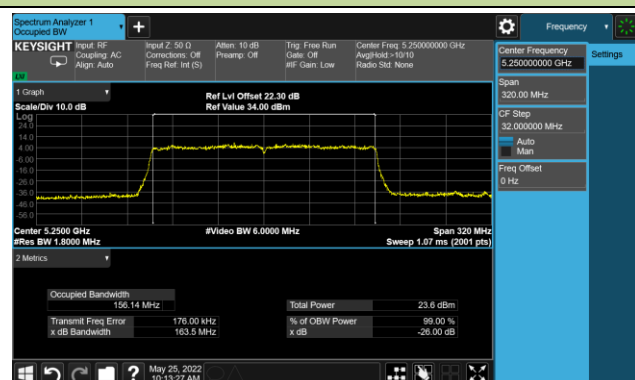 Spectrum Analyzer 1
Occupied BW
Frequency
KEYSIGHT
Input: RF
Coupling: AC
Align: Auto
Input Z: 50 Ω
Corrections: Off
Freq Ref: Int (S)
Atten: 10 dB
Preamp: Off
Trig: Free Run
Gate: Off
#IF Gain: Low
Center Freq: 5.250000000 GHz
Avg|Hold:>10/10
Radio Std: None
LW
Center Frequency
5.250000000 GHz
Settings
Span
320.00 MHz
CF Step
32.000000 MHz
Auto
Man
Freq Offset
0 Hz
1 Graph
Scale/Div 10.0 dB
Ref Lvl Offset 22.30 dB
Ref Value 34.00 dBm
Log
24.0
14.0
4.00
-6.00
-16.0
-26.0
-36.0
-46.0
-56.0
Center 5.2500 GHz
#Res BW 1.8000 MHz
#Video BW 6.0000 MHz
Span 320 MHz
Sweep 1.07 ms (2001 pts)
2 Metrics
Occupied Bandwidth
156.14 MHz
Total Power 23.6 dBm
Transmit Freq Error 176.00 kHz
% of OBW Power 99.00 %
x dB Bandwidth 163.5 MHz
x dB -26.00 dB
May 25, 2022
10:13:27 AM